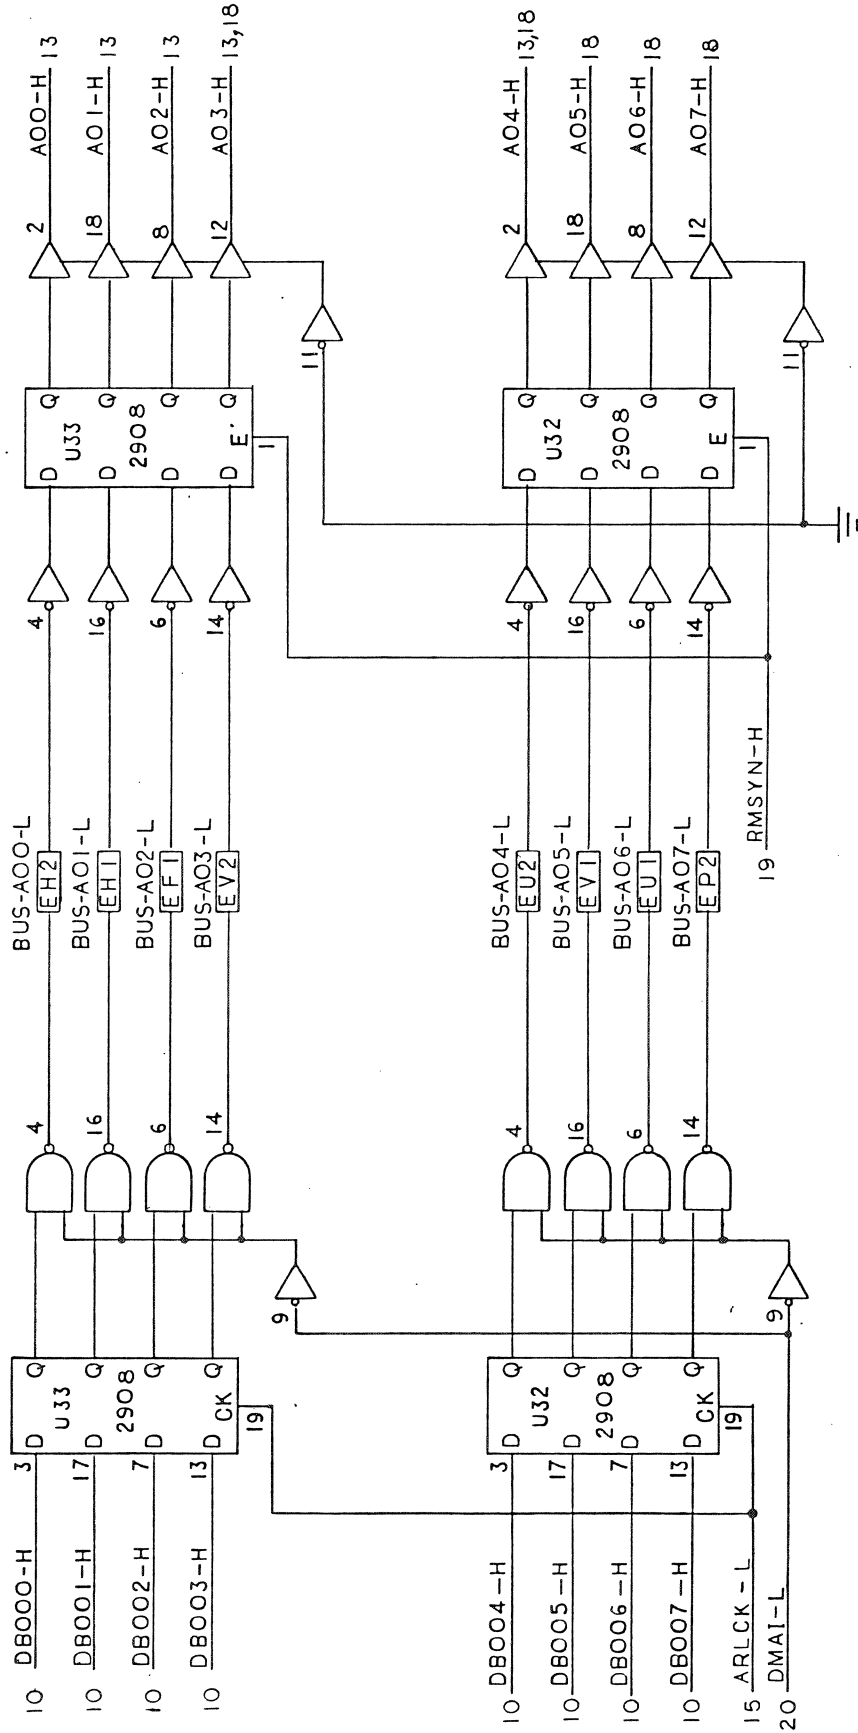 10 DB000-H 3 D Q 4 BUS-A00-L EH2 4 D Q 2 A00-H 13
10 DB001-H 17 D Q 16 BUS-A01-L EH1 16 D Q 18 A01-H 13
10 DB002-H 7 D Q 6 BUS-A02-L EF1 6 D Q 8 A02-H 13
10 DB003-H 13 D Q 14 BUS-A03-L EV2 14 D Q 12 A03-H 13,18
U33
2908
CK
19
9
U33
2908
E
1
11
10 DB004-H 3 D Q 4 BUS-A04-L EU2 4 D Q 2 A04-H 13,18
10 DB005-H 17 D Q 16 BUS-A05-L EV1 16 D Q 18 A05-H 18
10 DB006-H 7 D Q 6 BUS-A06-L EU1 6 D Q 8 A06-H 18
10 DB007-H 13 D Q 14 BUS-A07-L EP2 14 D Q 12 A07-H 18
U32
2908
CK
19
9
U32
2908
E
1
11
15 ARLCK-L
20 DMAI-L
19 RMSYN-H